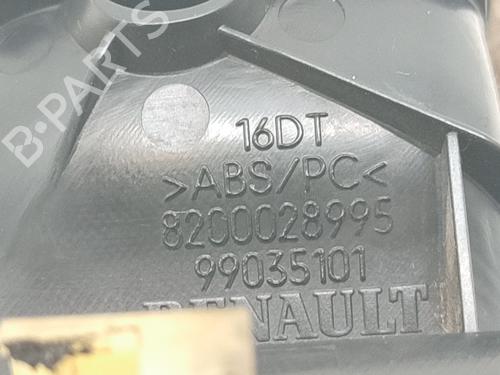 B-PARTS
16DT
>ABS/PC<
8200028995
99035101
RENAULT